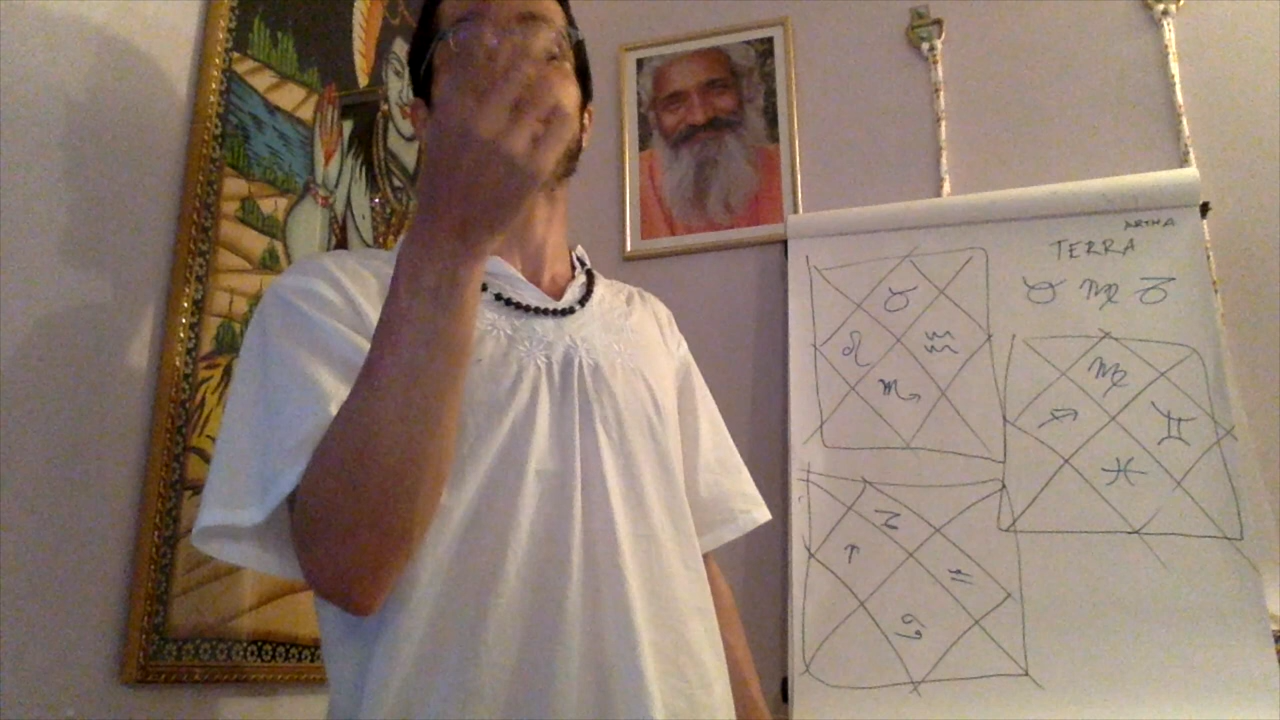 ARTHA
TERRA
♉ ♍ ♑
♉
♌ ♒
♏
♍
♐ ♊
♓
♋